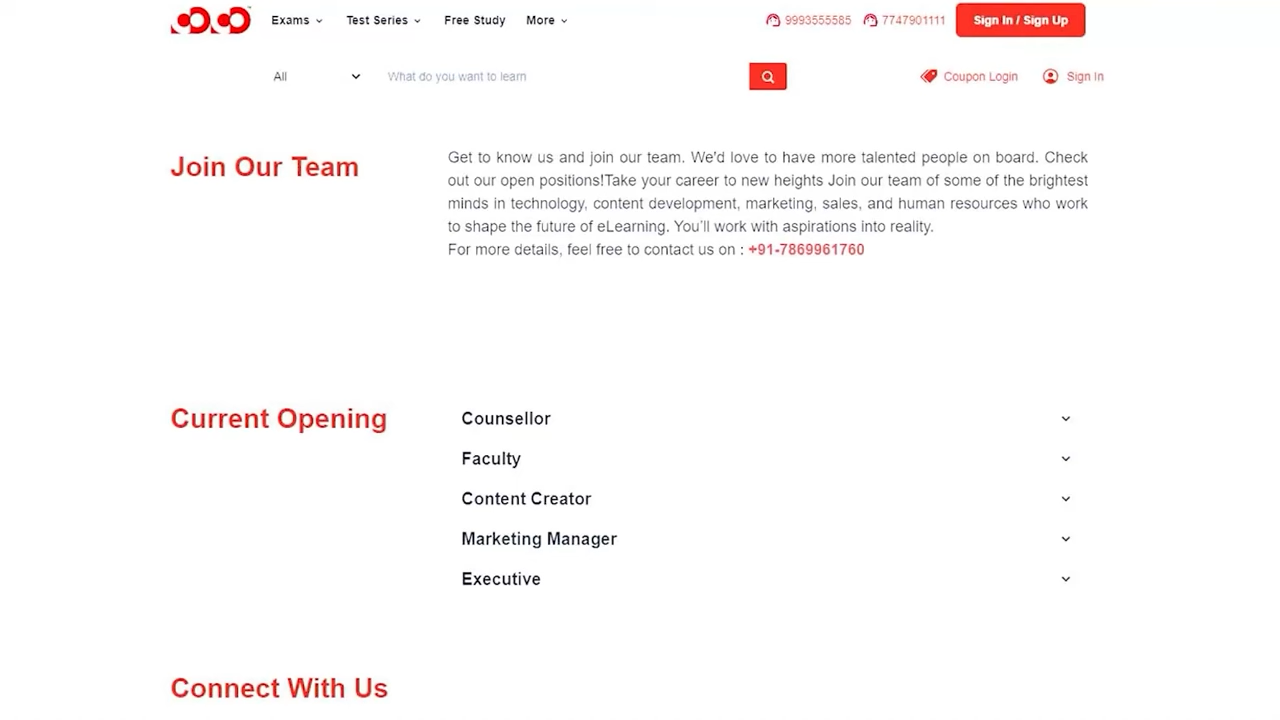 Exams Test Series Free Study More 9993555585 7747901111 Sign In / Sign Up
All What do you want to learn Coupon Login Sign In
Join Our Team
Get to know us and join our team. We'd love to have more talented people on board. Check
out our open positions!Take your career to new heights Join our team of some of the brightest
minds in technology, content development, marketing, sales, and human resources who work
to shape the future of eLearning. You'll work with aspirations into reality.
For more details, feel free to contact us on : +91-7869961760
Current Opening
Counsellor
Faculty
Content Creator
Marketing Manager
Executive
Connect With Us